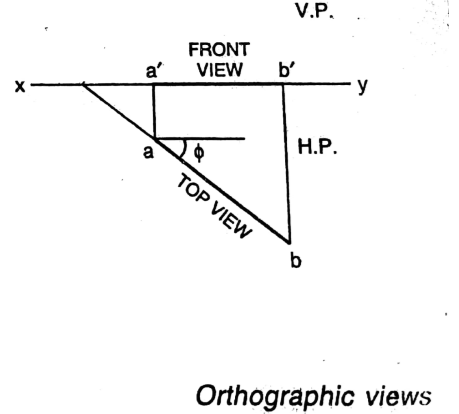 V.P.
FRONT
VIEW
a′ b′
x y
H.P.
a ϕ
TOP VIEW
b
Orthographic views